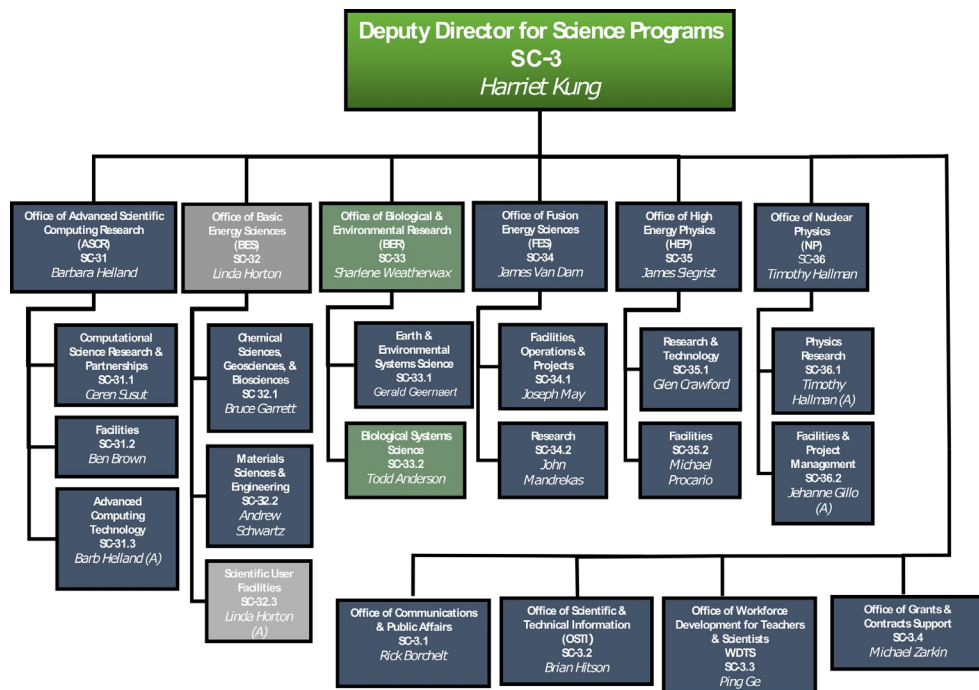 Deputy Director for Science Programs
SC-3
Harriet Kung
Office of Advanced Scientific
Computing Research
(ASCR)
SC-31
Barbara Helland
Office of Basic
Energy Sciences
(BES)
SC-32
Linda Horton
Office of Biological &
Environmental Research
(BER)
SC-33
Sharlene Weatherwax
Office of Fusion
Energy Sciences
(FES)
SC-34
James Van Dam
Office of High
Energy Physics
(HEP)
SC-35
James Siegrist
Office of Nuclear
Physics
(NP)
SC-36
Timothy Hallman
Computational
Science Research &
Partnerships
SC-31.1
Ceren Susut
Facilities
SC-31.2
Ben Brown
Advanced
Computing
Technology
SC-31.3
Barb Helland (A)
Chemical
Sciences,
Geosciences, &
Biosciences
SC 32.1
Bruce Garrett
Materials
Sciences &
Engineering
SC-32.2
Andrew
Schwartz
Scientific User
Facilities
SC-32.3
Linda Horton
(A)
Earth &
Environmental
Systems Science
SC-33.1
Gerald Geernaert
Biological Systems
Science
SC-33.2
Todd Anderson
Facilities,
Operations &
Projects
SC-34.1
Joseph May
Research
SC-34.2
John
Mandrekas
Research &
Technology
SC-35.1
Glen Crawford
Facilities
SC-35.2
Michael
Procario
Physics
Research
SC-36.1
Timothy
Hallman (A)
Facilities &
Project
Management
SC-36.2
Jehanne Gillo
(A)
Office of Communications
& Public Affairs
SC-3.1
Rick Borchelt
Office of Scientific &
Technical Information
(OSTI)
SC-3.2
Brian Hitson
Office of Workforce
Development for Teachers
& Scientists
WDTS
SC-3.3
Ping Ge
Office of Grants &
Contracts Support
SC-3.4
Michael Zarkin